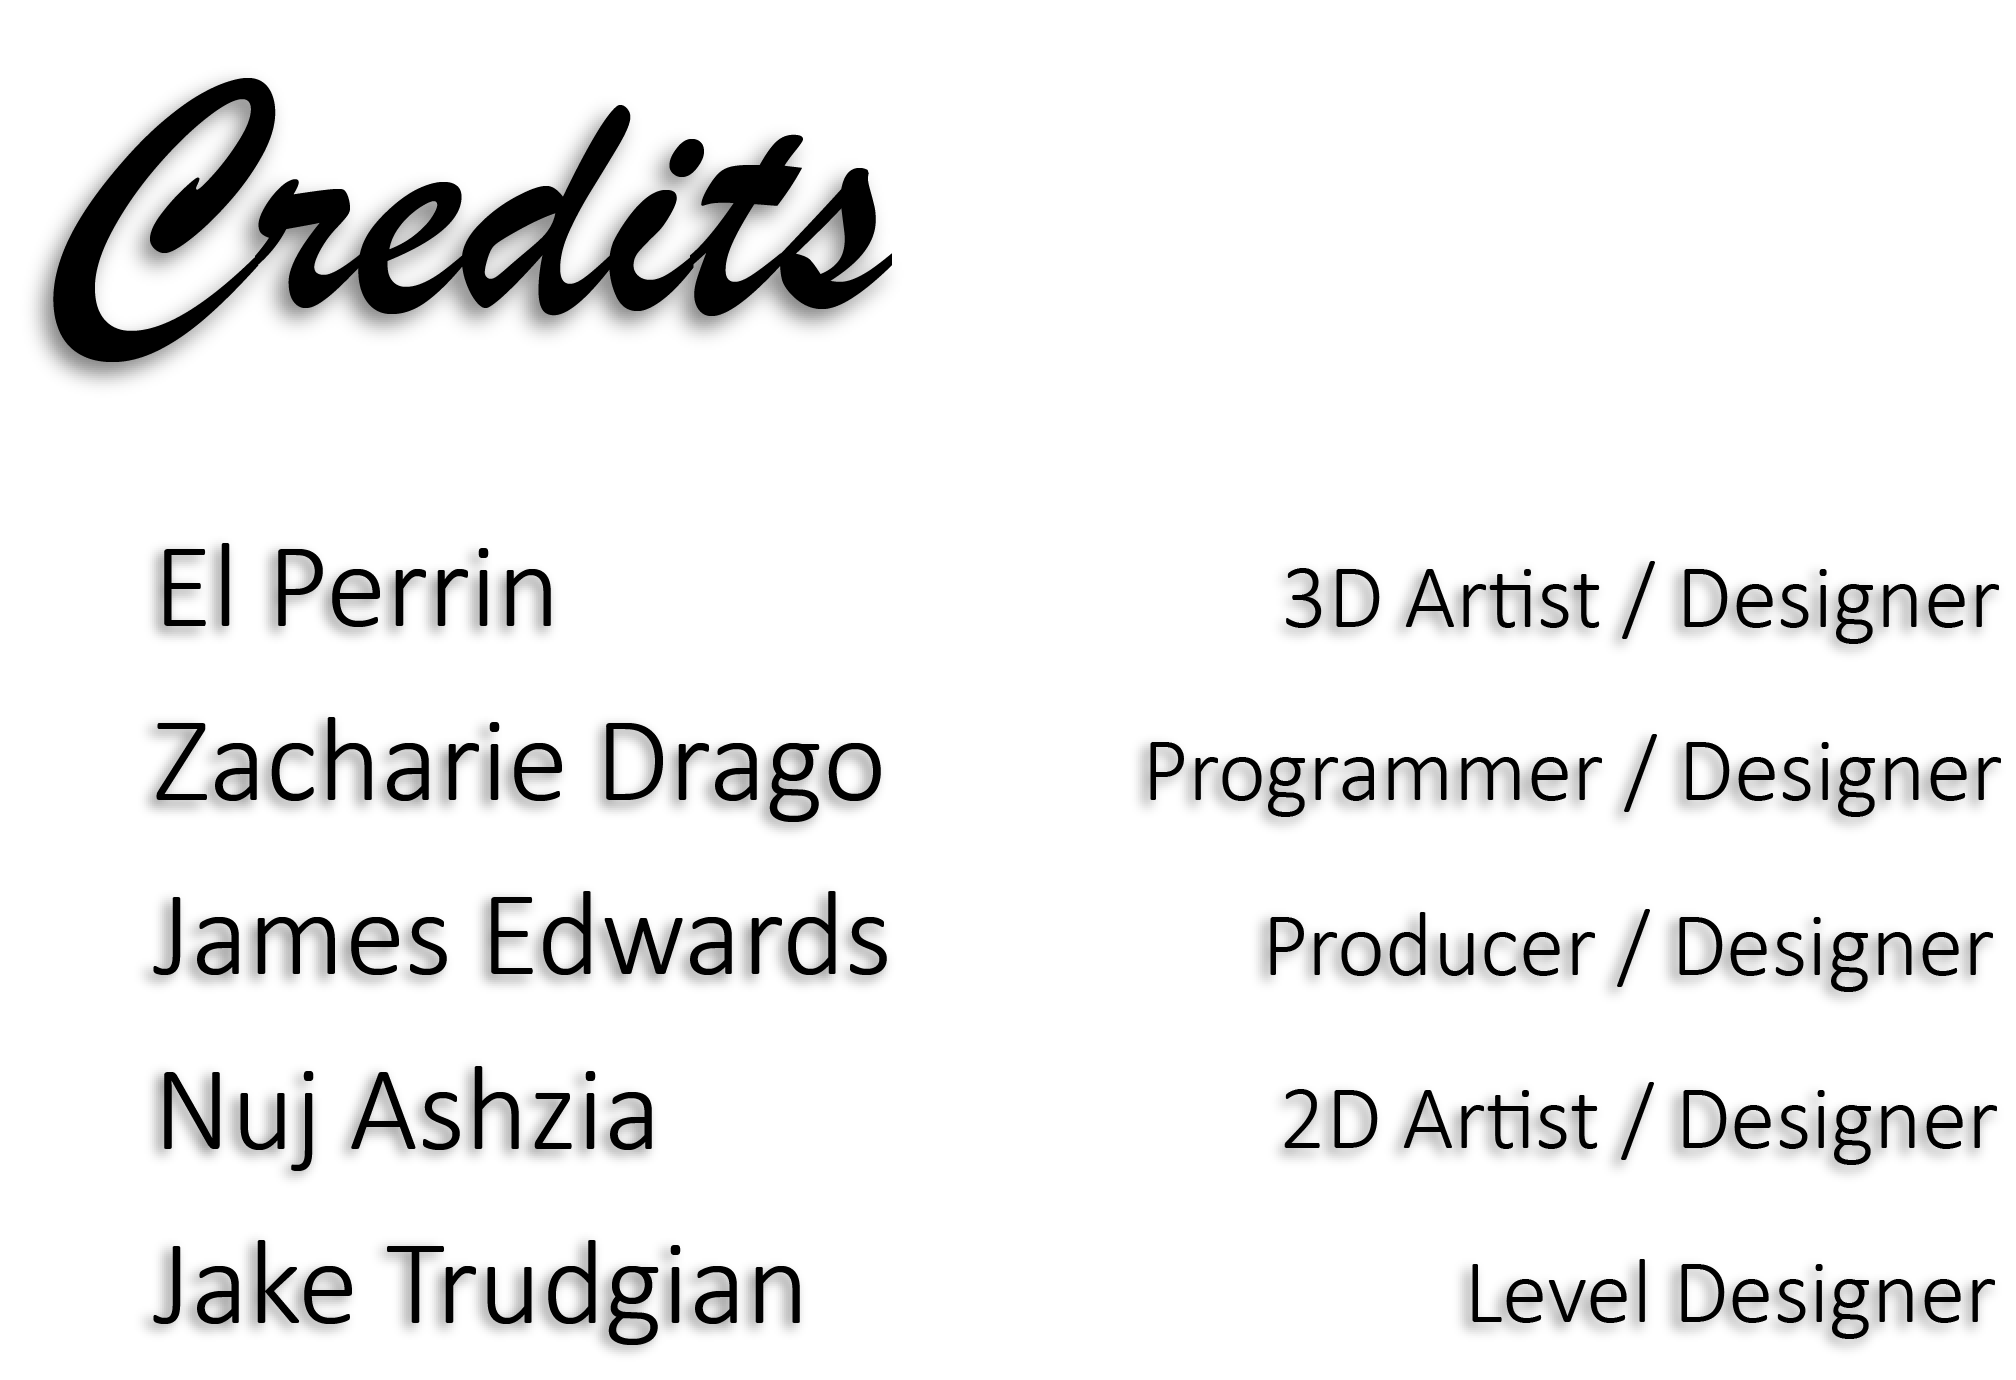 Credits
El Perrin 3D Artist / Designer
Zacharie Drago Programmer / Designer
James Edwards Producer / Designer
Nuj Ashzia 2D Artist / Designer
Jake Trudgian Level Designer